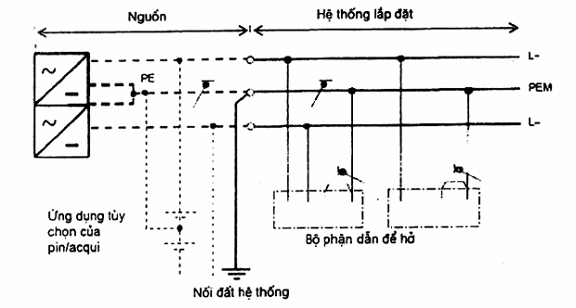 Nguồn
Hệ thống lắp đặt
L-
PE
PEM
L-
Ứng dụng tùy
chọn của
pin/acqui
Bộ phận dẫn để hở
Nối đất hệ thống